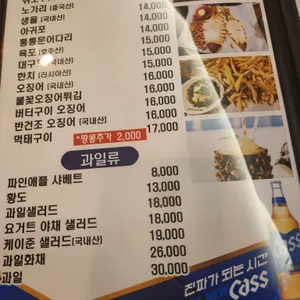 노가리 (중국산) 14,000
생율 (국내산) 14,000
아귀포 14,000
통통문어다리 15,000
육포 (호주산) 15,000
대구포 15,000
한치 (러시아산) 16,000
오징어 (국내산) 16,000
불꽃오징어튀김 16,000
버터구이 오징어 16,000
반건조 오징어 (국내산) 16,000
먹태구이 *땅콩추가 2,000 17,000
과일류
파인애플 샤베트 8,000
황도 13,000
과일샐러드 18,000
요거트 야채 샐러드 18,000
케이준 샐러드(국내산) 19,000
과일화채 26,000
과일 30,000
진짜가 되는 시간
Cass
Cass